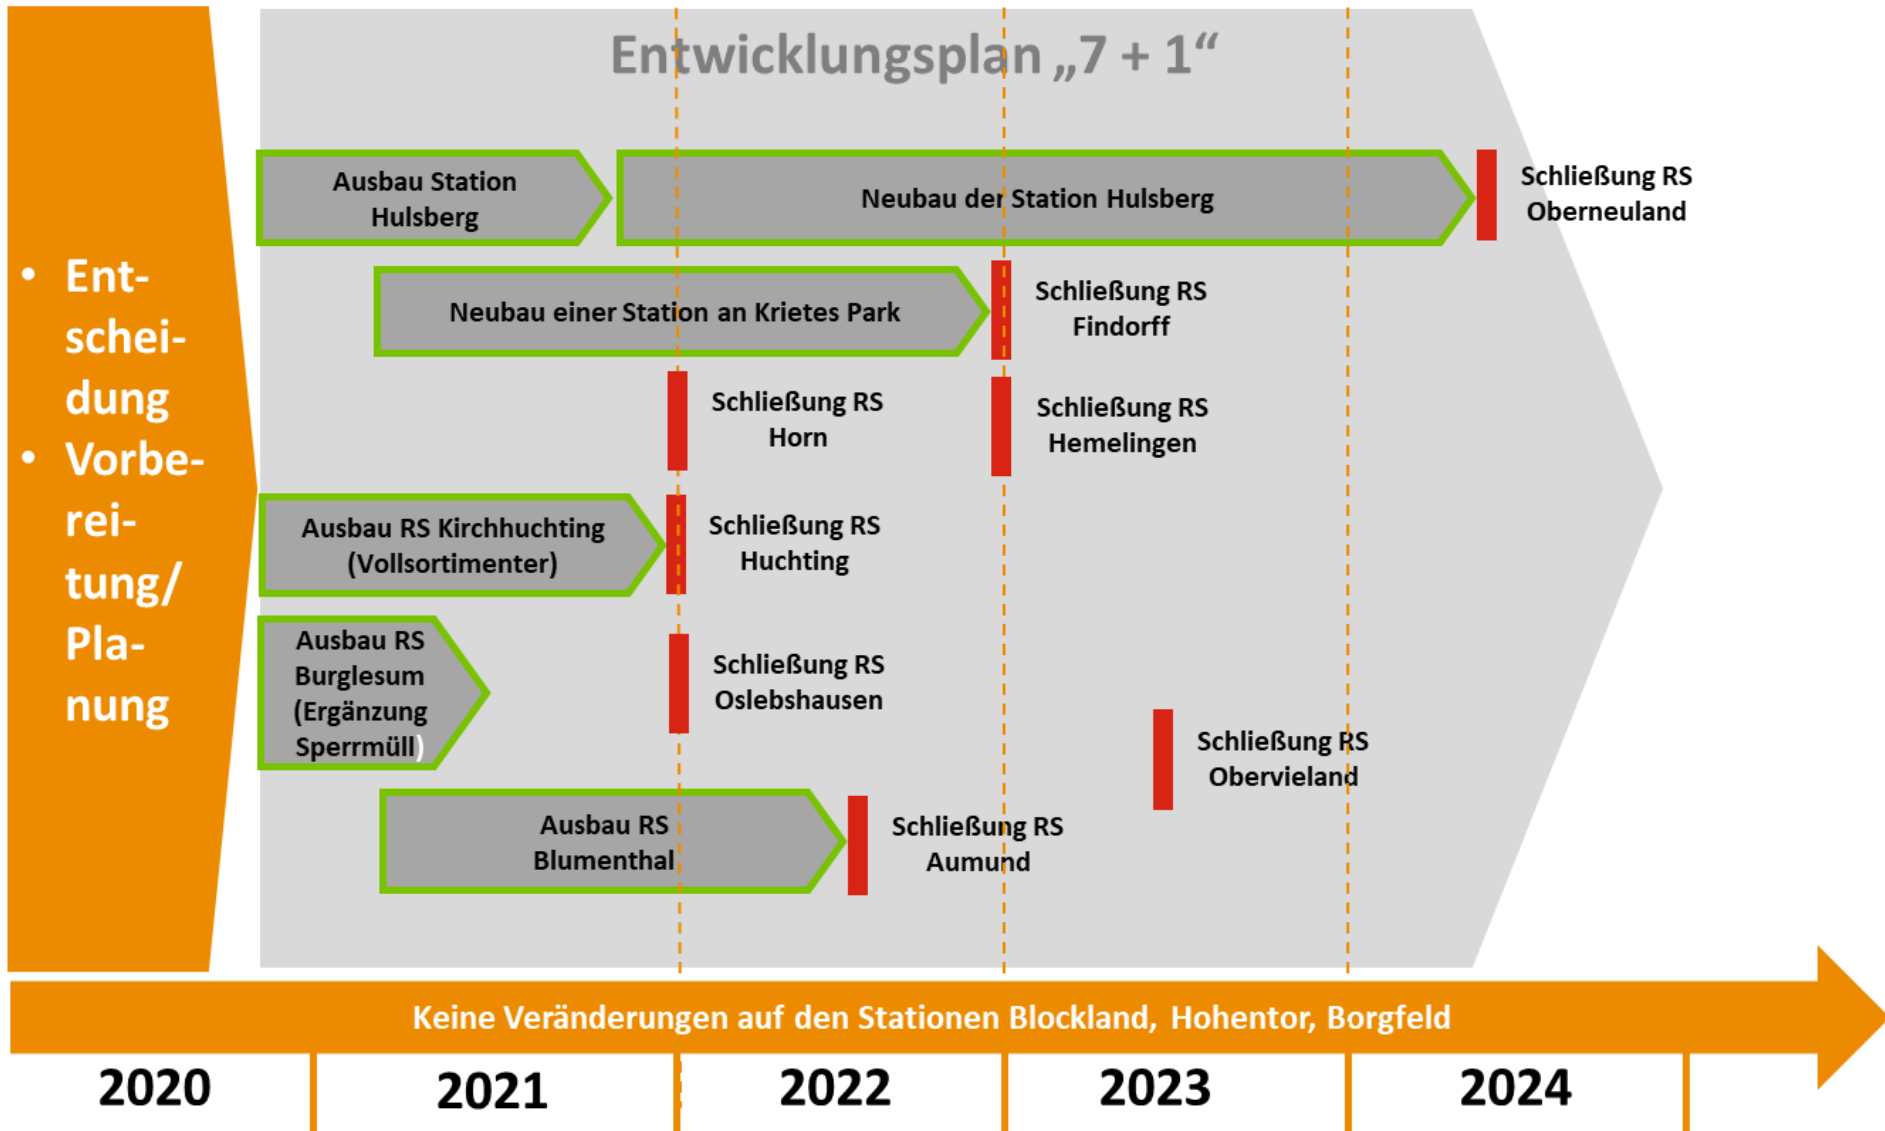 Entwicklungsplan „7 + 1“
• Ent-
schei-
dung
• Vorbe-
rei-
tung/
Pla-
nung
Ausbau Station
Hulsberg
Neubau der Station Hulsberg
Schließung RS
Oberneuland
Neubau einer Station an Krietes Park
Schließung RS
Findorff
Schließung RS
Horn
Schließung RS
Hemelingen
Ausbau RS Kirchhuchting
(Vollsortimenter)
Schließung RS
Huchting
Ausbau RS
Burglesum
(Ergänzung
Sperrmüll)
Schließung RS
Oslebshausen
Schließung RS
Obervieland
Ausbau RS
Blumenthal
Schließung RS
Aumund
Keine Veränderungen auf den Stationen Blockland, Hohentor, Borgfeld
2020 2021 2022 2023 2024